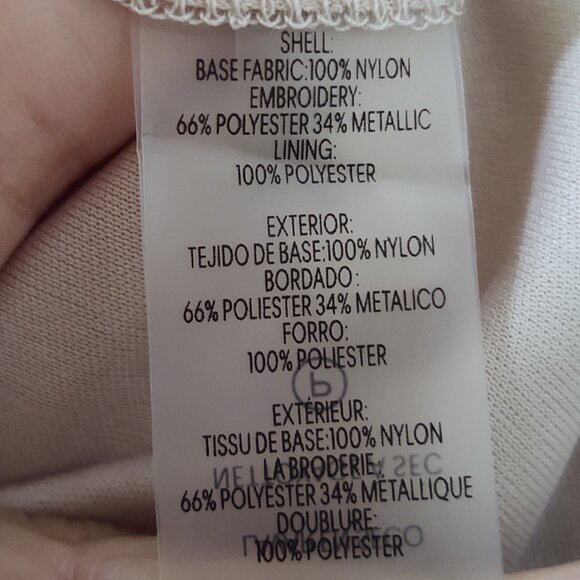 SHELL:
BASE FABRIC:100% NYLON
EMBROIDERY:
66% POLYESTER 34% METALLIC
LINING:
100% POLYESTER
EXTERIOR:
TEJIDO DE BASE:100% NYLON
BORDADO:
66% POLIESTER 34% METALICO
FORRO:
100% POLIESTER
P
EXTÉRIEUR:
TISSU DE BASE:100% NYLON
LA BRODERIE:
NETTOYAGE A SEC
66% POLYESTER 34% MÉTALLIQUE
DOUBLURE:
100% POLYESTER